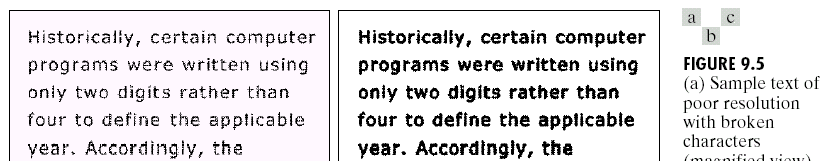 Historically, certain computer
programs were written using
only two digits rather than
four to define the applicable
year. Accordingly, the
Historically, certain computer
programs were written using
only two digits rather than
four to define the applicable
year. Accordingly, the
a c
b
FIGURE 9.5
(a) Sample text of
poor resolution
with broken
characters
(magnified view).